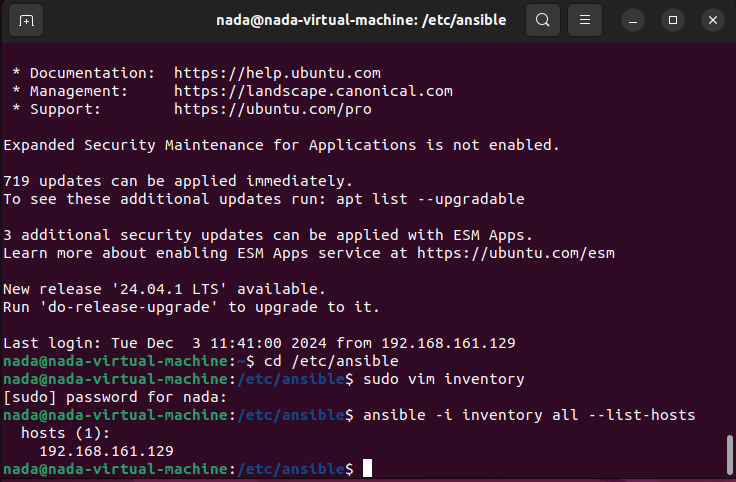 nada@nada-virtual-machine: /etc/ansible
* Documentation:  https://help.ubuntu.com
* Management:     https://landscape.canonical.com
* Support:        https://ubuntu.com/pro
Expanded Security Maintenance for Applications is not enabled.
719 updates can be applied immediately.
To see these additional updates run: apt list --upgradable
3 additional security updates can be applied with ESM Apps.
Learn more about enabling ESM Apps service at https://ubuntu.com/esm
New release '24.04.1 LTS' available.
Run 'do-release-upgrade' to upgrade to it.
Last login: Tue Dec  3 11:41:00 2024 from 192.168.161.129
nada@nada-virtual-machine:~$ cd /etc/ansible
nada@nada-virtual-machine:/etc/ansible$ sudo vim inventory
[sudo] password for nada:
nada@nada-virtual-machine:/etc/ansible$ ansible -i inventory all --list-hosts
  hosts (1):
    192.168.161.129
nada@nada-virtual-machine:/etc/ansible$